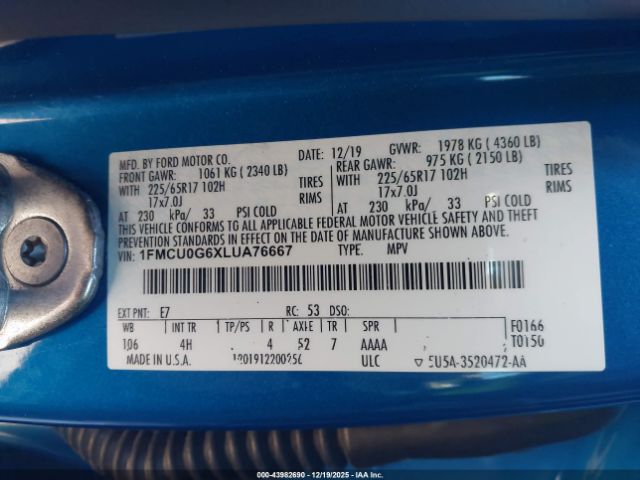 MFD. BY FORD MOTOR CO. DATE: 12/19 GVWR: 1978 KG ( 4360 LB)
FRONT GAWR: 1061 KG ( 2340 LB) REAR GAWR: 975 KG ( 2150 LB)
WITH 225/65R17 102H TIRES WITH 225/65R17 102H TIRES
17x7.0J RIMS 17x7.0J RIMS
AT 230 kPa/ 33 PSI COLD AT 230 kPa/ 33 PSI COLD
THIS VEHICLE CONFORMS TO ALL APPLICABLE FEDERAL MOTOR VEHICLE SAFETY AND THEFT
PREVENTION STANDARDS IN EFFECT ON THE DATE OF MANUFACTURE SHOWN ABOVE.
VIN: 1FMCU0G6XLUA76667 TYPE: MPV
EXT PNT: E7 RC: 53 DSO: F0166
WB INT TR TP/PS R AXLE TR SPR T0150
106 4H 4 52 7 AAAA
MADE IN U.S.A. ULC 5U5A-3520472-AA
000-43982690 - 12/19/2025 - IAA